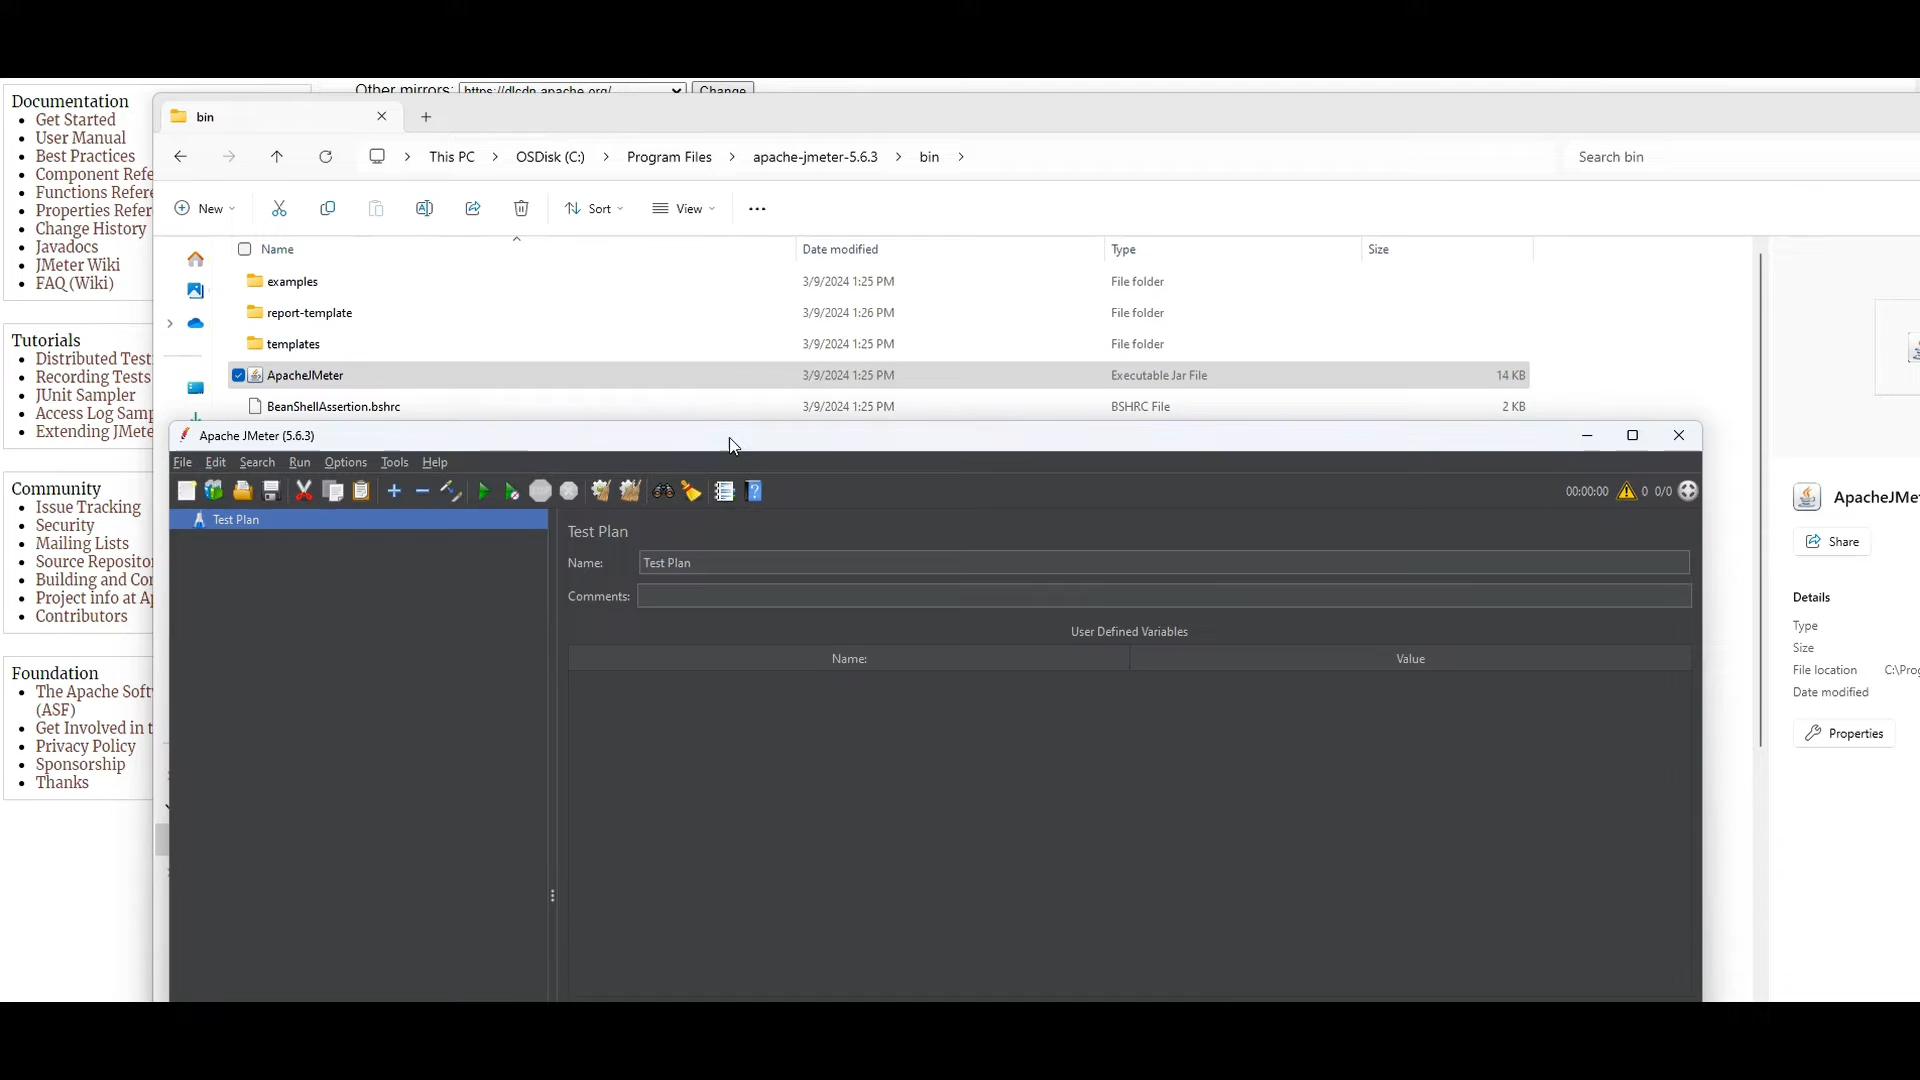 Other mirrors: https://dlcdn.apache.org/ Change
Documentation
Get Started
User Manual
Best Practices
Component Refe
Functions Refere
Properties Refer
Change History
Javadocs
JMeter Wiki
FAQ (Wiki)
Tutorials
Distributed Test
Recording Tests
JUnit Sampler
Access Log Samp
Extending JMete
Community
Issue Tracking
Security
Mailing Lists
Source Reposito
Building and Con
Project info at Ap
Contributors
Foundation
The Apache Soft
(ASF)
Get Involved in t
Privacy Policy
Sponsorship
Thanks
bin
This PC > OSDisk (C:) > Program Files > apache-jmeter-5.6.3 > bin >
Search bin
New Sort View
Name Date modified Type Size
examples 3/9/2024 1:25 PM File folder
report-template 3/9/2024 1:26 PM File folder
templates 3/9/2024 1:25 PM File folder
ApacheJMeter 3/9/2024 1:25 PM Executable Jar File 14 KB
BeanShellAssertion.bshrc 3/9/2024 1:25 PM BSHRC File 2 KB
Apache JMeter (5.6.3)
File Edit Search Run Options Tools Help
00:00:00 0 0/0
Test Plan
Test Plan
Name: Test Plan
Comments:
User Defined Variables
Name: Value
ApacheJMe
Share
Details
Type
Size
File location C:\Prog
Date modified
Properties